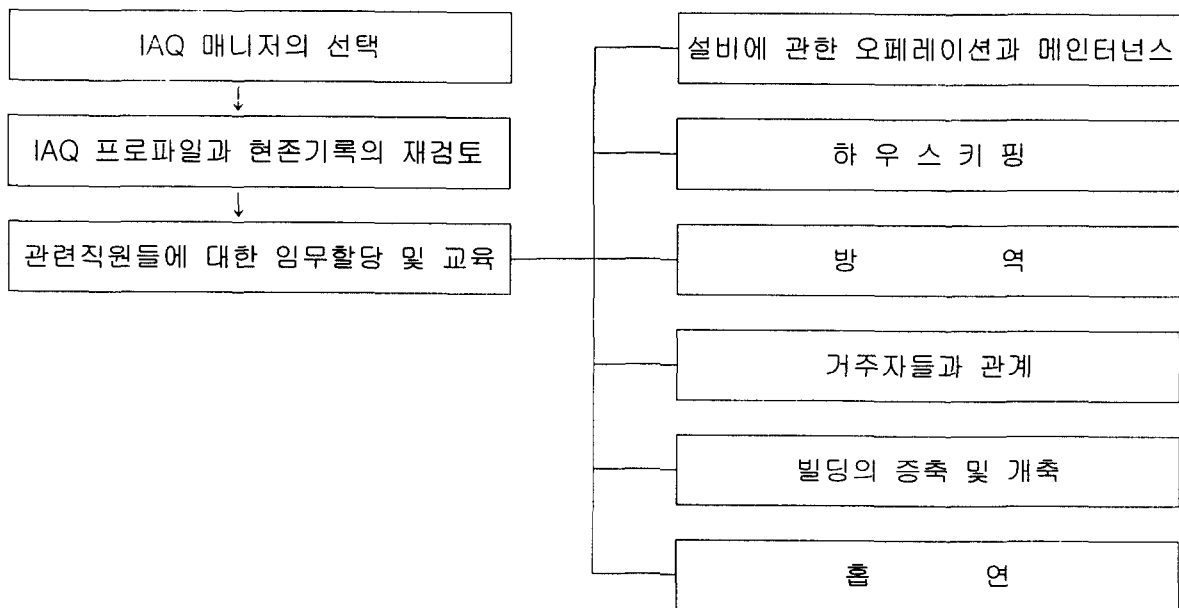 IAQ 매니저의 선택
IAQ 프로파일과 현존기록의 재검토
관련직원들에 대한 임무할당 및 교육
설비에 관한 오페레이션과 메인터넌스
하 우 스 키 핑
방 역
거주자들과 관계
빌딩의 증축 및 개축
흡 연